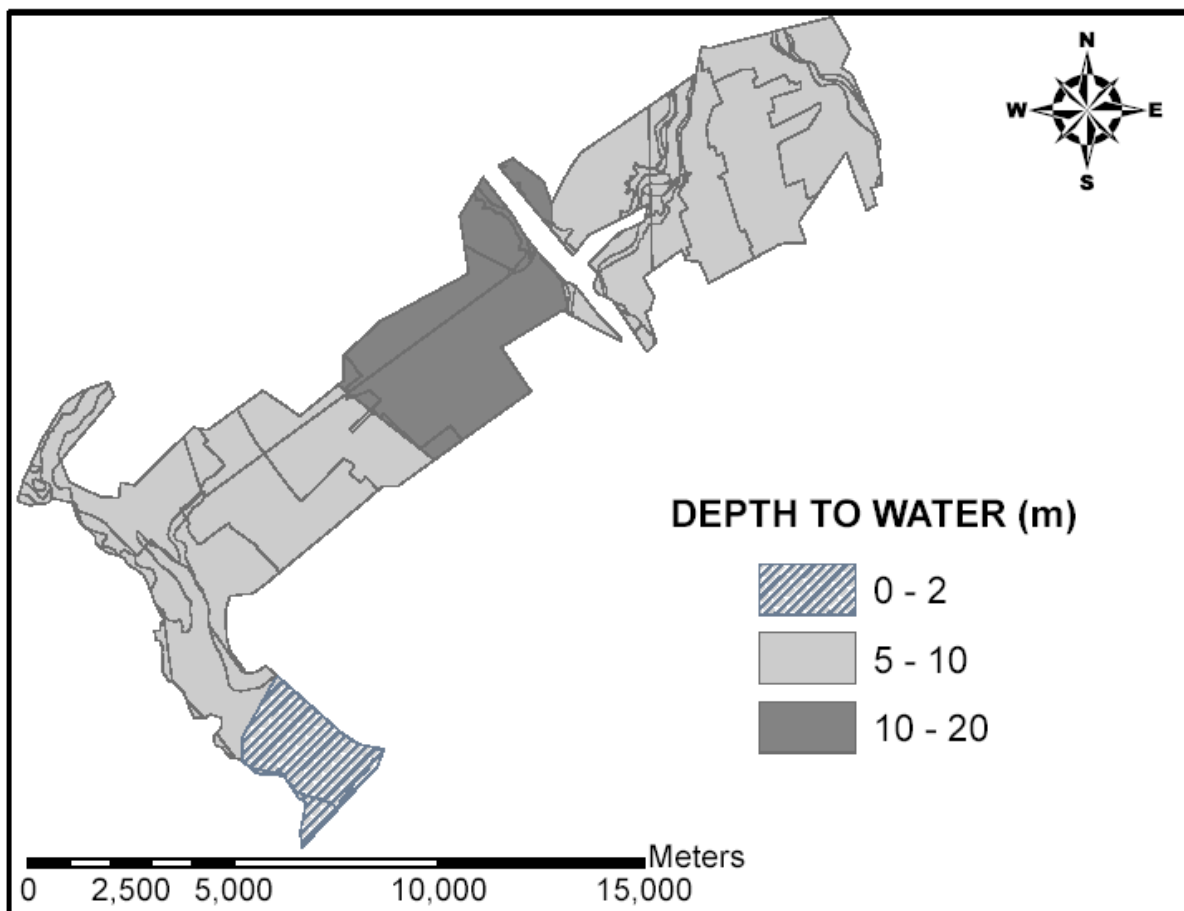 N
W E
S
DEPTH TO WATER (m)
0 - 2
5 - 10
10 - 20
Meters
0 2,500 5,000 10,000 15,000